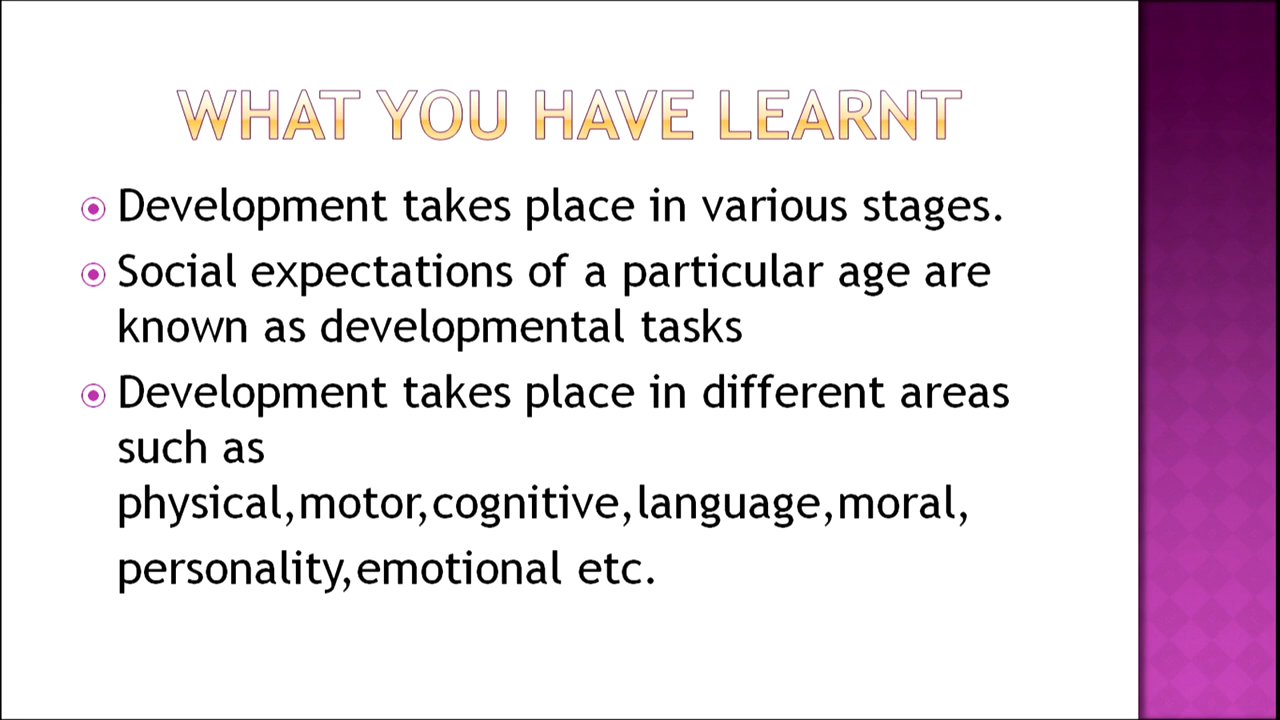 WHAT YOU HAVE LEARNT
Development takes place in various stages.
Social expectations of a particular age are
known as developmental tasks
Development takes place in different areas
such as
physical,motor,cognitive,language,moral,
personality,emotional etc.